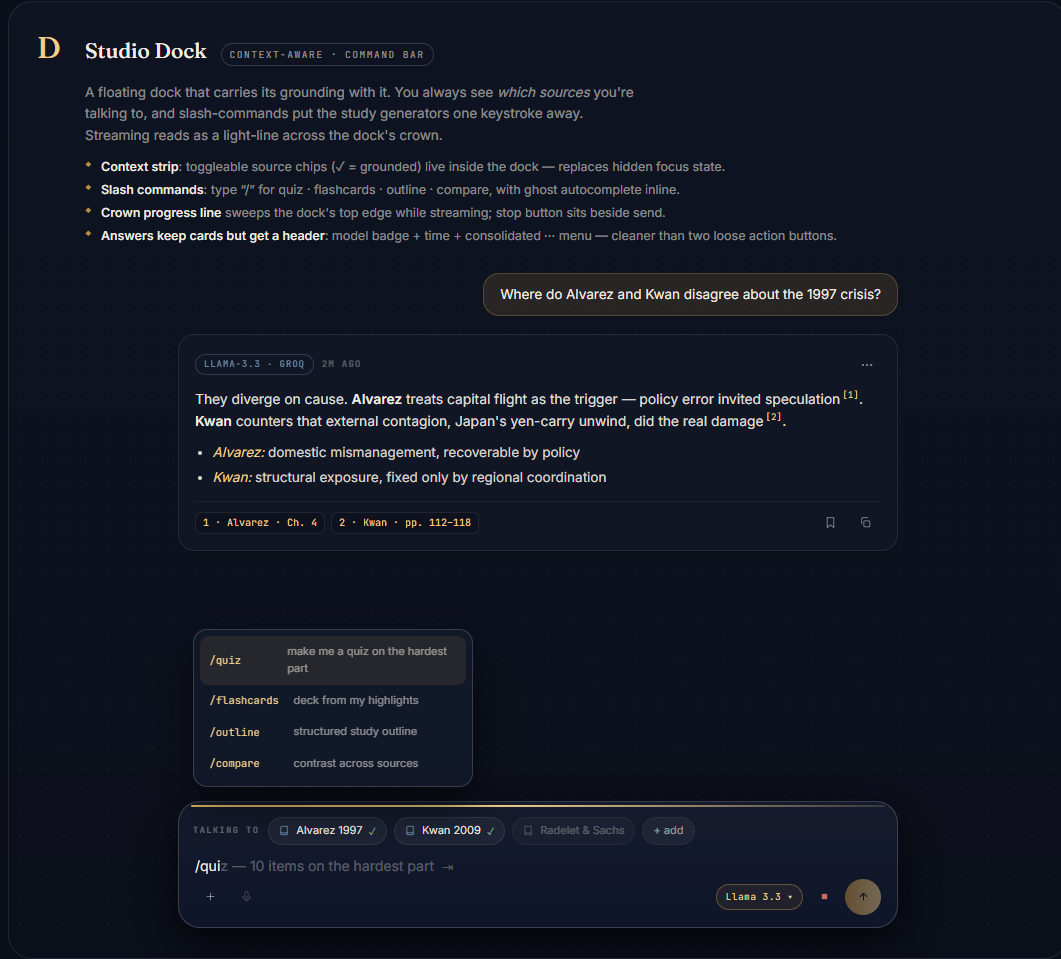 D
Studio Dock
CONTEXT-AWARE · COMMAND BAR
A floating dock that carries its grounding with it. You always see which sources you're
talking to, and slash-commands put the study generators one keystroke away.
Streaming reads as a light-line across the dock's crown.
Context strip: toggleable source chips (✓ = grounded) live inside the dock — replaces hidden focus state.
Slash commands: type “/” for quiz · flashcards · outline · compare, with ghost autocomplete inline.
Crown progress line sweeps the dock's top edge while streaming; stop button sits beside send.
Answers keep cards but get a header: model badge + time + consolidated ··· menu — cleaner than two loose action buttons.
Where do Alvarez and Kwan disagree about the 1997 crisis?
LLAMA-3.3 · GROQ
2M AGO
···
They diverge on cause. Alvarez treats capital flight as the trigger — policy error invited speculation [1].
Kwan counters that external contagion, Japan's yen-carry unwind, did the real damage [2].
• Alvarez: domestic mismanagement, recoverable by policy
• Kwan: structural exposure, fixed only by regional coordination
1 · Alvarez · Ch. 4
2 · Kwan · pp. 112–118
/quiz
make me a quiz on the hardest
part
/flashcards
deck from my highlights
/outline
structured study outline
/compare
contrast across sources
TALKING TO
Alvarez 1997 ✓
Kwan 2009 ✓
Radelet & Sachs
+ add
/quiz — 10 items on the hardest part ⇥
Llama 3.3 ▾